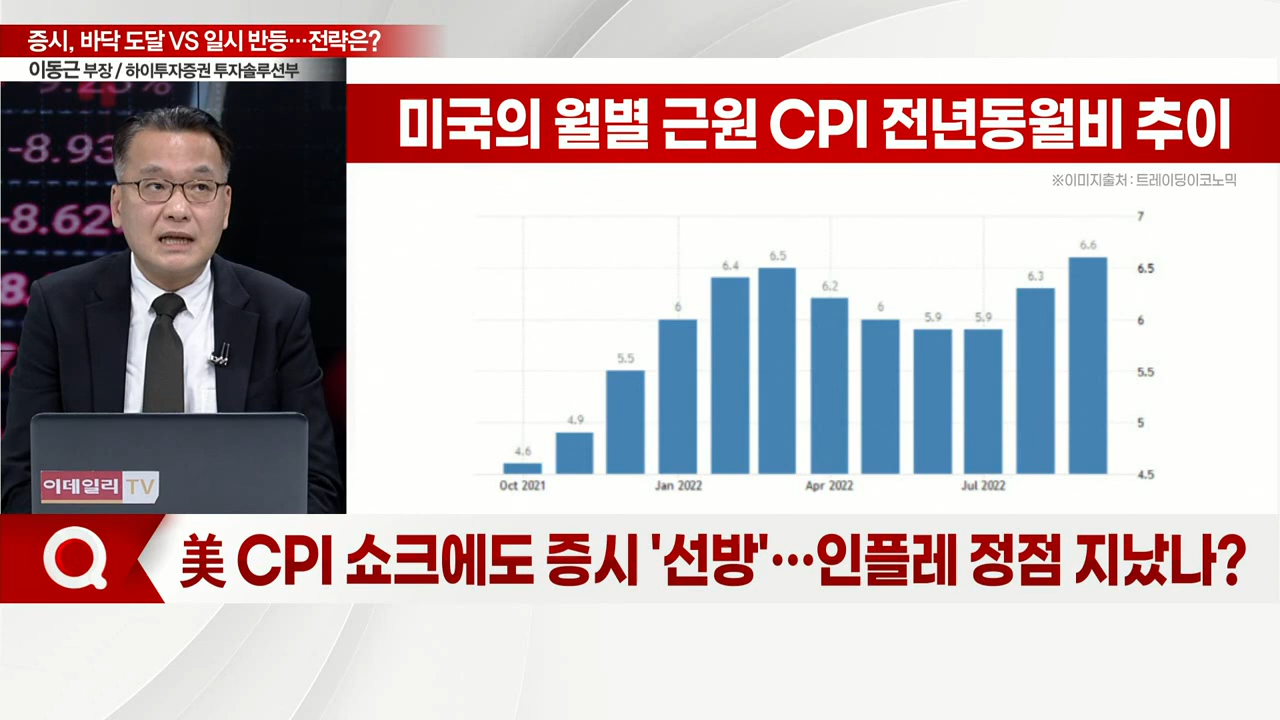 증시, 바닥 도달 VS 일시 반등…전략은?
이동근 부장 / 하이투자증권 투자솔루션부
-8.93
-8.62
미국의 월별 근원 CPI 전년동월비 추이
※이미지출처 : 트레이딩이코노믹
7
6.5
6
5.5
5
4.5
4.6
4.9
5.5
6
6.4
6.5
6.2
6
5.9
5.9
6.3
6.6
Oct 2021
Jan 2022
Apr 2022
Jul 2022
이데일리 TV
Q
美 CPI 쇼크에도 증시 '선방'…인플레 정점 지났나?